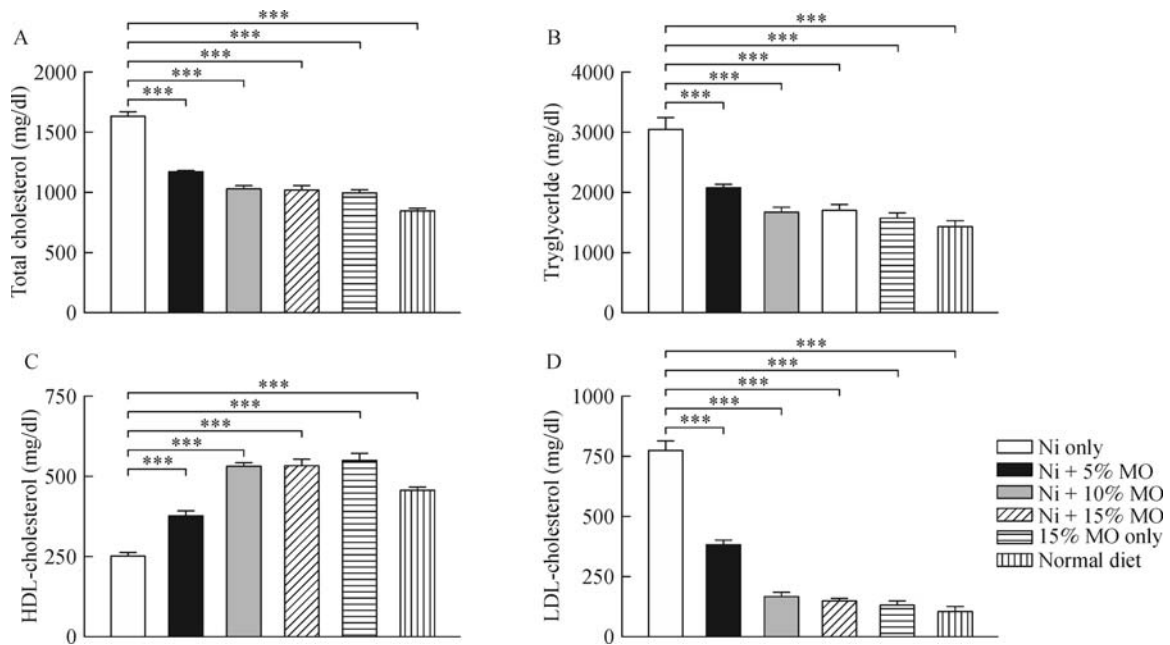 A
***
***
***
***
***
2000
1500
1000
500
0
Total cholesterol (mg/dl)
B
***
***
***
***
***
4000
3000
2000
1000
0
Tryglyceride (mg/dl)
C
***
***
***
***
***
750
500
250
0
HDL-cholesterol (mg/dl)
D
***
***
***
***
***
1000
750
500
250
0
LDL-cholesterol (mg/dl)
Ni only
Ni + 5% MO
Ni + 10% MO
Ni + 15% MO
15% MO only
Normal diet